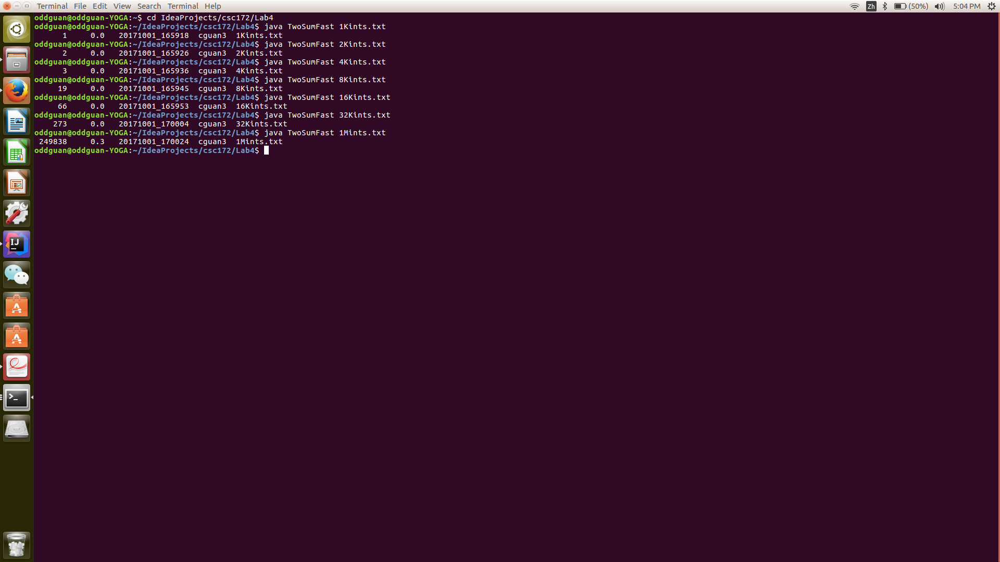 Terminal File Edit View Search Terminal Help Zh (50%) 5:04 PM
oddguan@oddguan-YOGA:~$ cd IdeaProjects/csc172/Lab4
oddguan@oddguan-YOGA:~/IdeaProjects/csc172/Lab4$ java TwoSumFast 1Kints.txt
1 0.0 20171001_165918 cguan3 1Kints.txt
oddguan@oddguan-YOGA:~/IdeaProjects/csc172/Lab4$ java TwoSumFast 2Kints.txt
2 0.0 20171001_165926 cguan3 2Kints.txt
oddguan@oddguan-YOGA:~/IdeaProjects/csc172/Lab4$ java TwoSumFast 4Kints.txt
3 0.0 20171001_165936 cguan3 4Kints.txt
oddguan@oddguan-YOGA:~/IdeaProjects/csc172/Lab4$ java TwoSumFast 8Kints.txt
19 0.0 20171001_165945 cguan3 8Kints.txt
oddguan@oddguan-YOGA:~/IdeaProjects/csc172/Lab4$ java TwoSumFast 16Kints.txt
66 0.0 20171001_165953 cguan3 16Kints.txt
oddguan@oddguan-YOGA:~/IdeaProjects/csc172/Lab4$ java TwoSumFast 32Kints.txt
273 0.0 20171001_170004 cguan3 32Kints.txt
oddguan@oddguan-YOGA:~/IdeaProjects/csc172/Lab4$ java TwoSumFast 1Mints.txt
249838 0.3 20171001_170024 cguan3 1Mints.txt
oddguan@oddguan-YOGA:~/IdeaProjects/csc172/Lab4$
IJ
A
A
>_